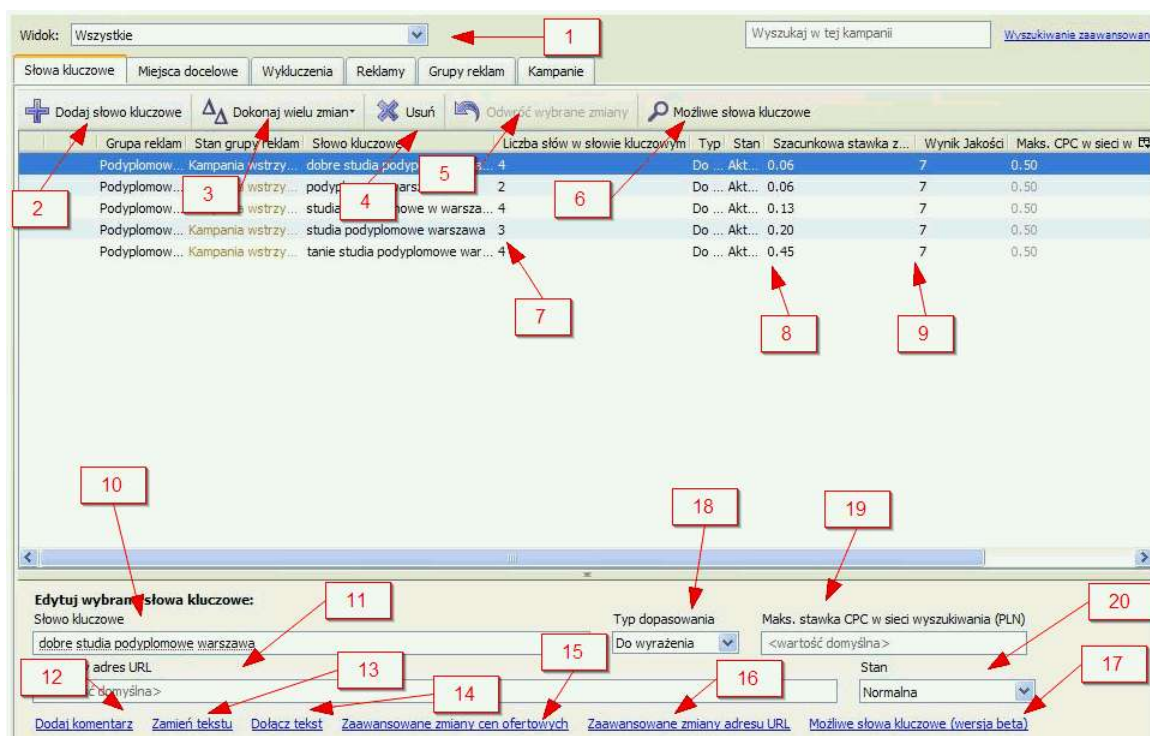 Widok: Wszystkie 1 Wyszukaj w tej kampanii Wyszukiwanie zaawansowan
Słowa kluczowe Miejsca docelowe Wykluczenia Reklamy Grupy reklam Kampanie
Dodaj słowo kluczowe Dokonaj wielu zmian Usuń Odwróć wybrane zmiany Możliwe słowa kluczowe
Grupa reklam Stan grupy reklam Słowo kluczowe Liczba słów w słowie kluczowym Typ Stan Szacunkowa stawka z... Wynik Jakości Maks. CPC w sieci w
Podyplomow... Kampania wstrzy... dobre studia podyp 4 Do ... Akt... 0.06 7 0.50
Podyplomow... wstrzy... 2 Do ... Akt... 0.06 7 0.50
Podyplomow... wstrzy... studia omowe w warsza... 4 Do ... Akt... 0.13 7 0.50
Podyplomow... Kampania wstrzy... studia podyplomowe warszawa 3 Do ... Akt... 0.20 7 0.50
Podyplomow... Kampania wstrzy... tanie studia podyplomowe war... 4 Do ... Akt... 0.45 7 0.50
2 3 4 5 6
7 8 9
10 18 19
Edytuj wybrane słowa kluczowe: 11 20
Słowo kluczowe Typ dopasowania Maks. stawka CPC w sieci wyszukiwania (PLN)
dobre studia podyplomowe warszawa Do wyrażenia <wartość domyślna>
12 adres URL 13 14 15 16 Stan 17
domyślna> Normalna
Dodaj komentarz Zamień tekstu Dołącz tekst Zaawansowane zmiany cen ofertowych Zaawansowane zmiany adresu URL Możliwe słowa kluczowe (wersja beta)